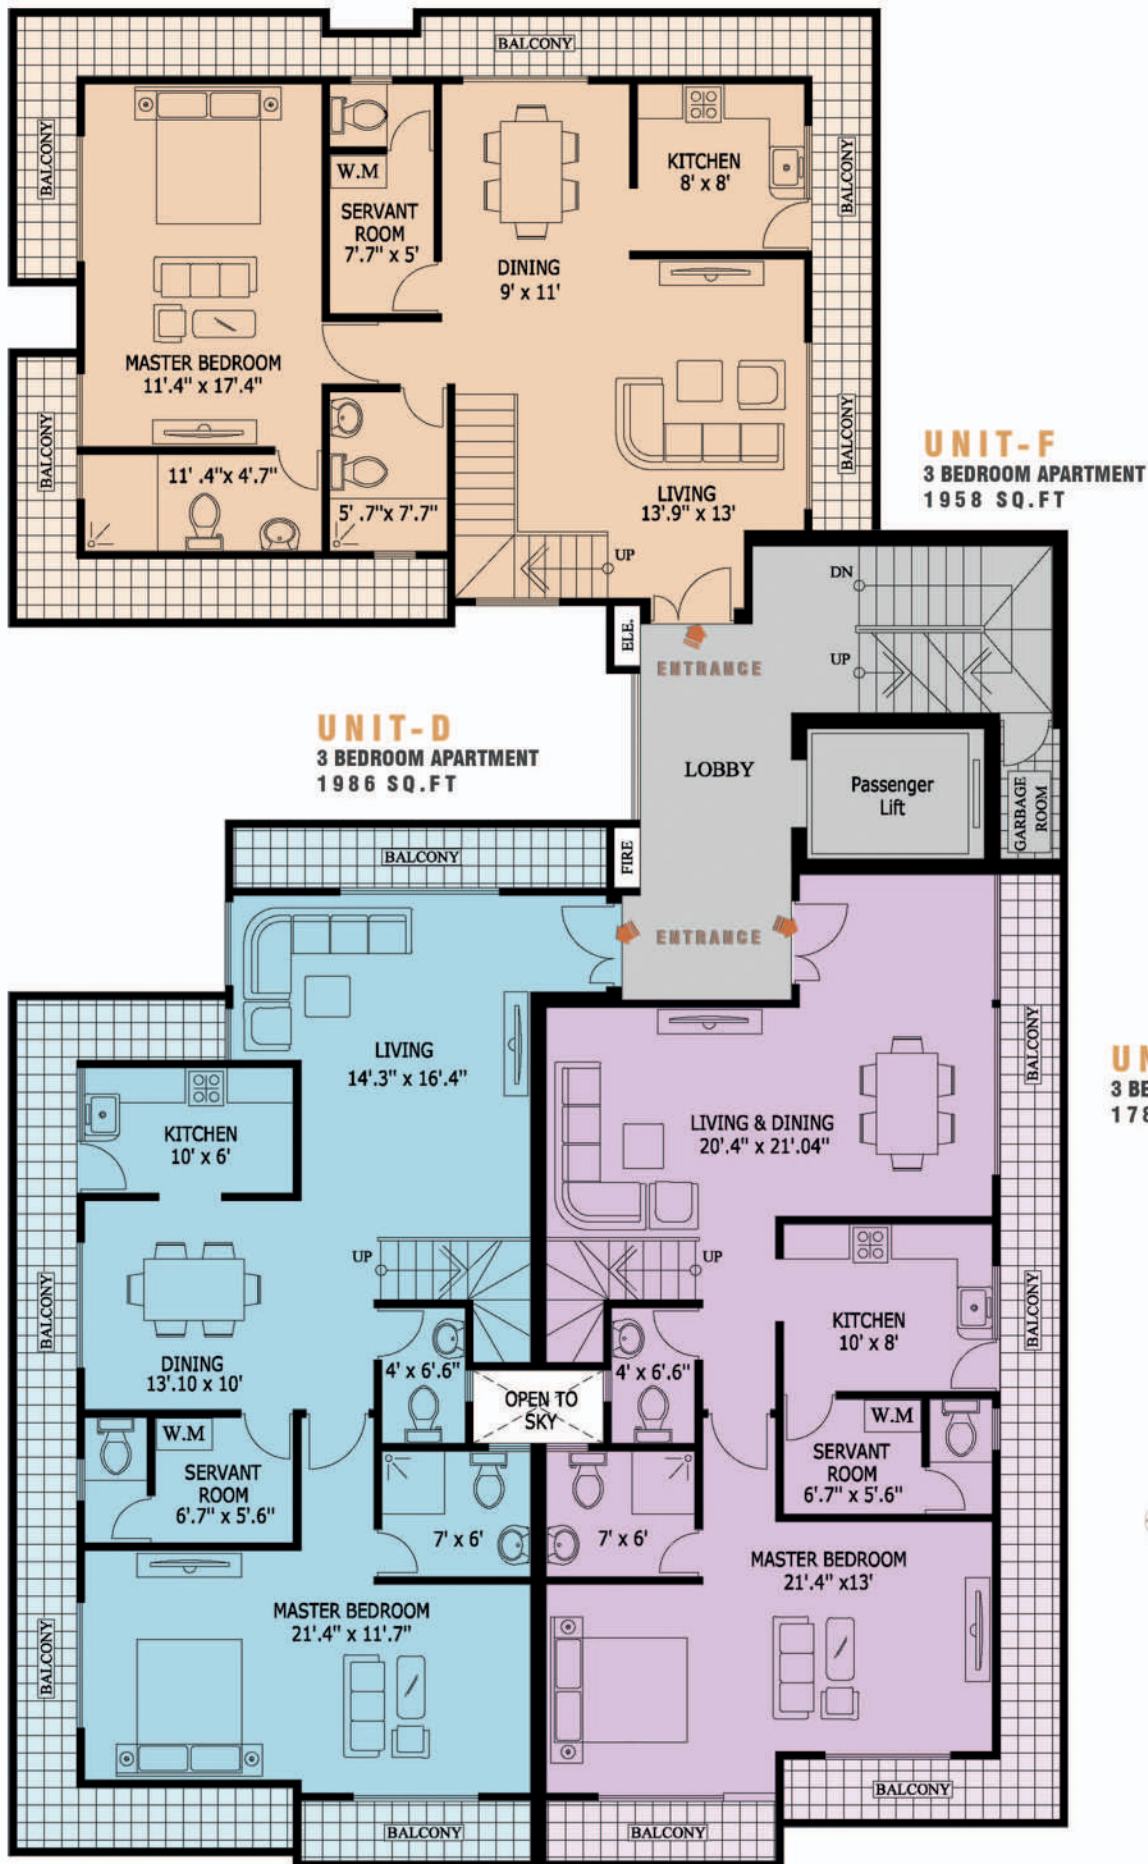 BALCONY
BALCONY
W.M
SERVANT
ROOM
7'.7" x 5'
KITCHEN
8' x 8'
BALCONY
DINING
9' x 11'
MASTER BEDROOM
11'.4" x 17'.4"
BALCONY
11' .4"x 4'.7"
5' .7"x 7'.7"
LIVING
13'.9" x 13'
BALCONY
UP
UNIT-F
3 BEDROOM APARTMENT
1958 SQ.FT
DN
UP
ELE.
ENTRANCE
UNIT-D
3 BEDROOM APARTMENT
1986 SQ.FT
LOBBY
Passenger
Lift
GARBAGE
ROOM
FIRE
BALCONY
ENTRANCE
LIVING
14'.3" x 16'.4"
BALCONY
KITCHEN
10' x 6'
LIVING & DINING
20'.4" x 21'.04"
UP
UP
BALCONY
DINING
13'.10 x 10'
4' x 6'.6"
OPEN TO
SKY
4' x 6'.6"
KITCHEN
10' x 8'
BALCONY
W.M
SERVANT
ROOM
6'.7" x 5'.6"
W.M
SERVANT
ROOM
6'.7" x 5'.6"
7' x 6'
7' x 6'
MASTER BEDROOM
21'.4" x 11'.7"
MASTER BEDROOM
21'.4" x13'
BALCONY
BALCONY
BALCONY
BALCONY